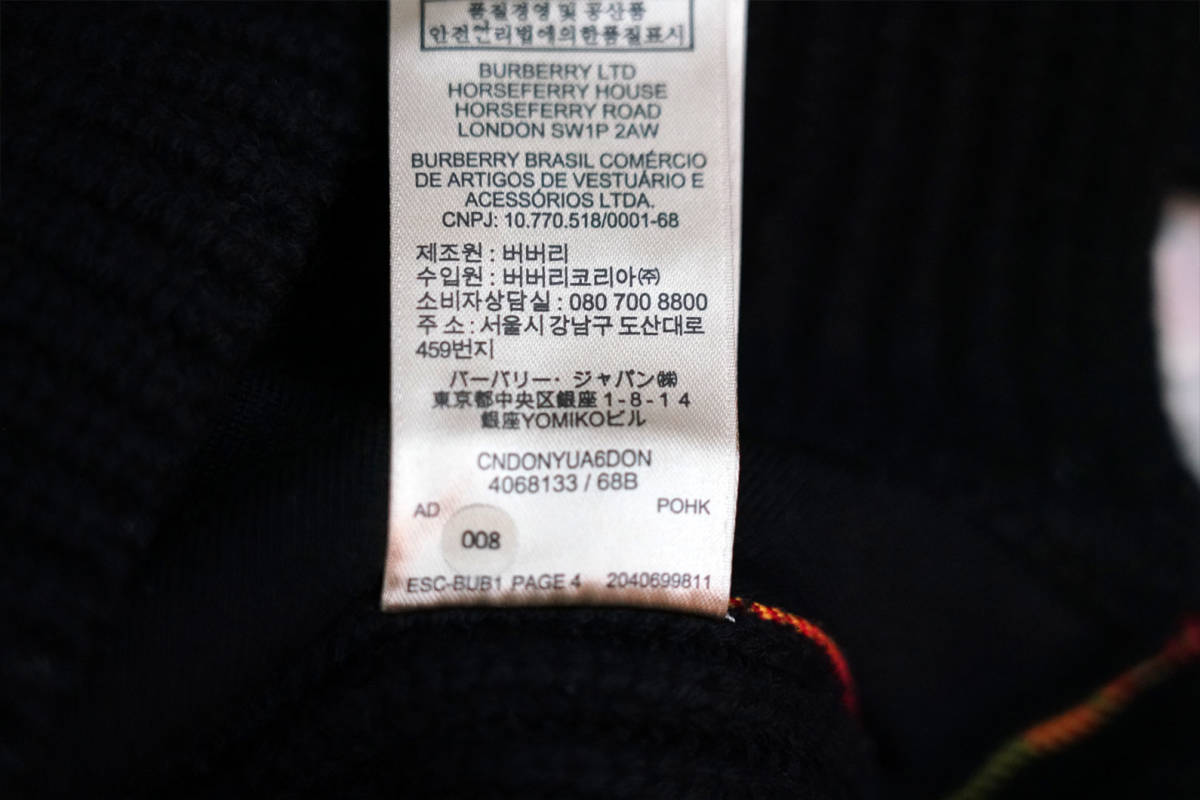 품질경영 및 공산품
안전관리법에의한품질표시
BURBERRY LTD
HORSEFERRY HOUSE
HORSEFERRY ROAD
LONDON SW1P 2AW
BURBERRY BRASIL COMÉRCIO
DE ARTIGOS DE VESTUÁRIO E
ACESSÓRIOS LTDA.
CNPJ: 10.770.518/0001-68
제조원 : 버버리
수입원 : 버버리코리아㈜
소비자상담실 : 080 700 8800
주 소 : 서울시 강남구 도산대로
459번지
バーバリー・ジャパン㈱
東京都中央区銀座 1-8-14
銀座YOMIKOビル
CNDONYUA6DON
4068133 / 68B
AD POHK
008
ESC-BUB1 PAGE 4 2040699811